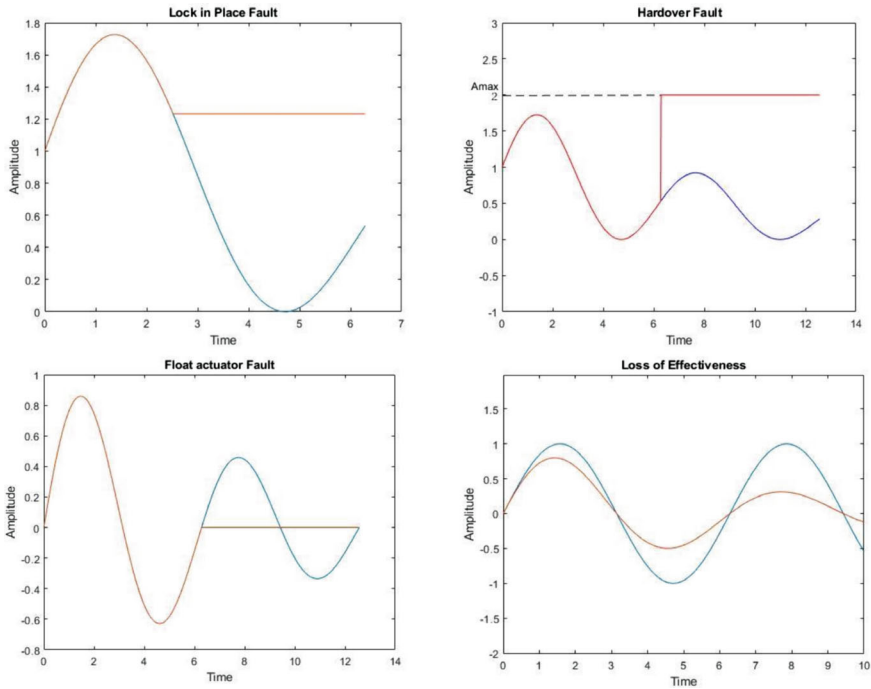 Lock in Place Fault
1.8
1.6
1.4
1.2
1
0.8
0.6
0.4
0.2
0
Amplitude
0 1 2 3 4 5 6 7
Time
Hardover Fault
3
2.5
Amax
2
1.5
1
0.5
0
-0.5
-1
Amplitude
0 2 4 6 8 10 12 14
Time
Float actuator Fault
1
0.8
0.6
0.4
0.2
0
-0.2
-0.4
-0.6
-0.8
Amplitude
0 2 4 6 8 10 12 14
Time
Loss of Effectiveness
1.5
1
0.5
0
-0.5
-1
-1.5
-2
Amplitude
0 1 2 3 4 5 6 7 8 9 10
Time